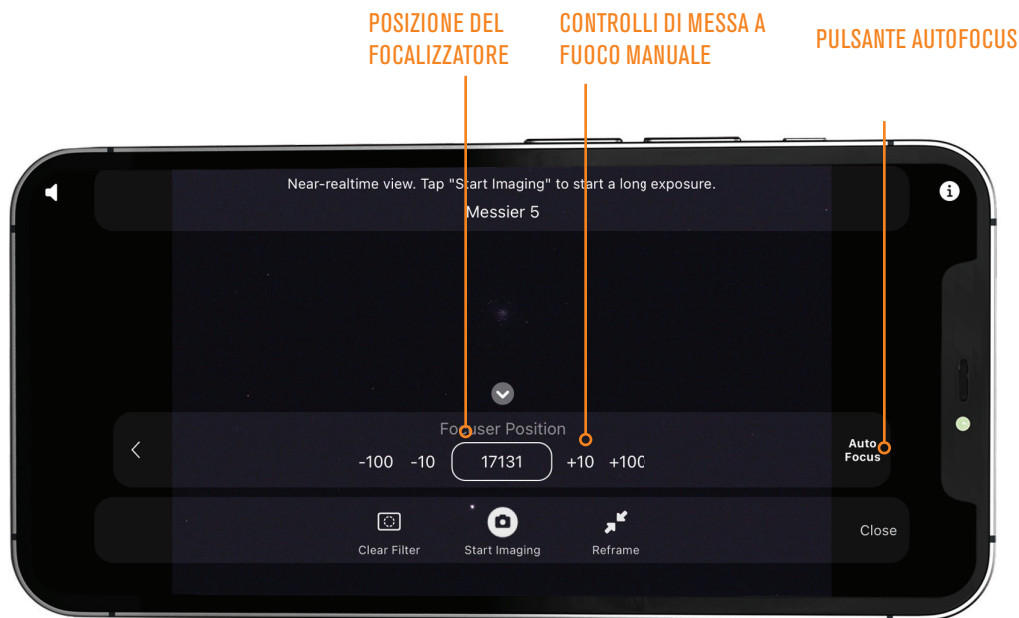 POSIZIONE DEL
FOCALIZZATORE
CONTROLLI DI MESSA A
FUOCO MANUALE
PULSANTE AUTOFOCUS
Near-realtime view. Tap "Start Imaging" to start a long exposure.
Messier 5
Focuser Position
-100 -10 17131 +10 +100
Auto
Focus
Clear Filter
Start Imaging
Reframe
Close